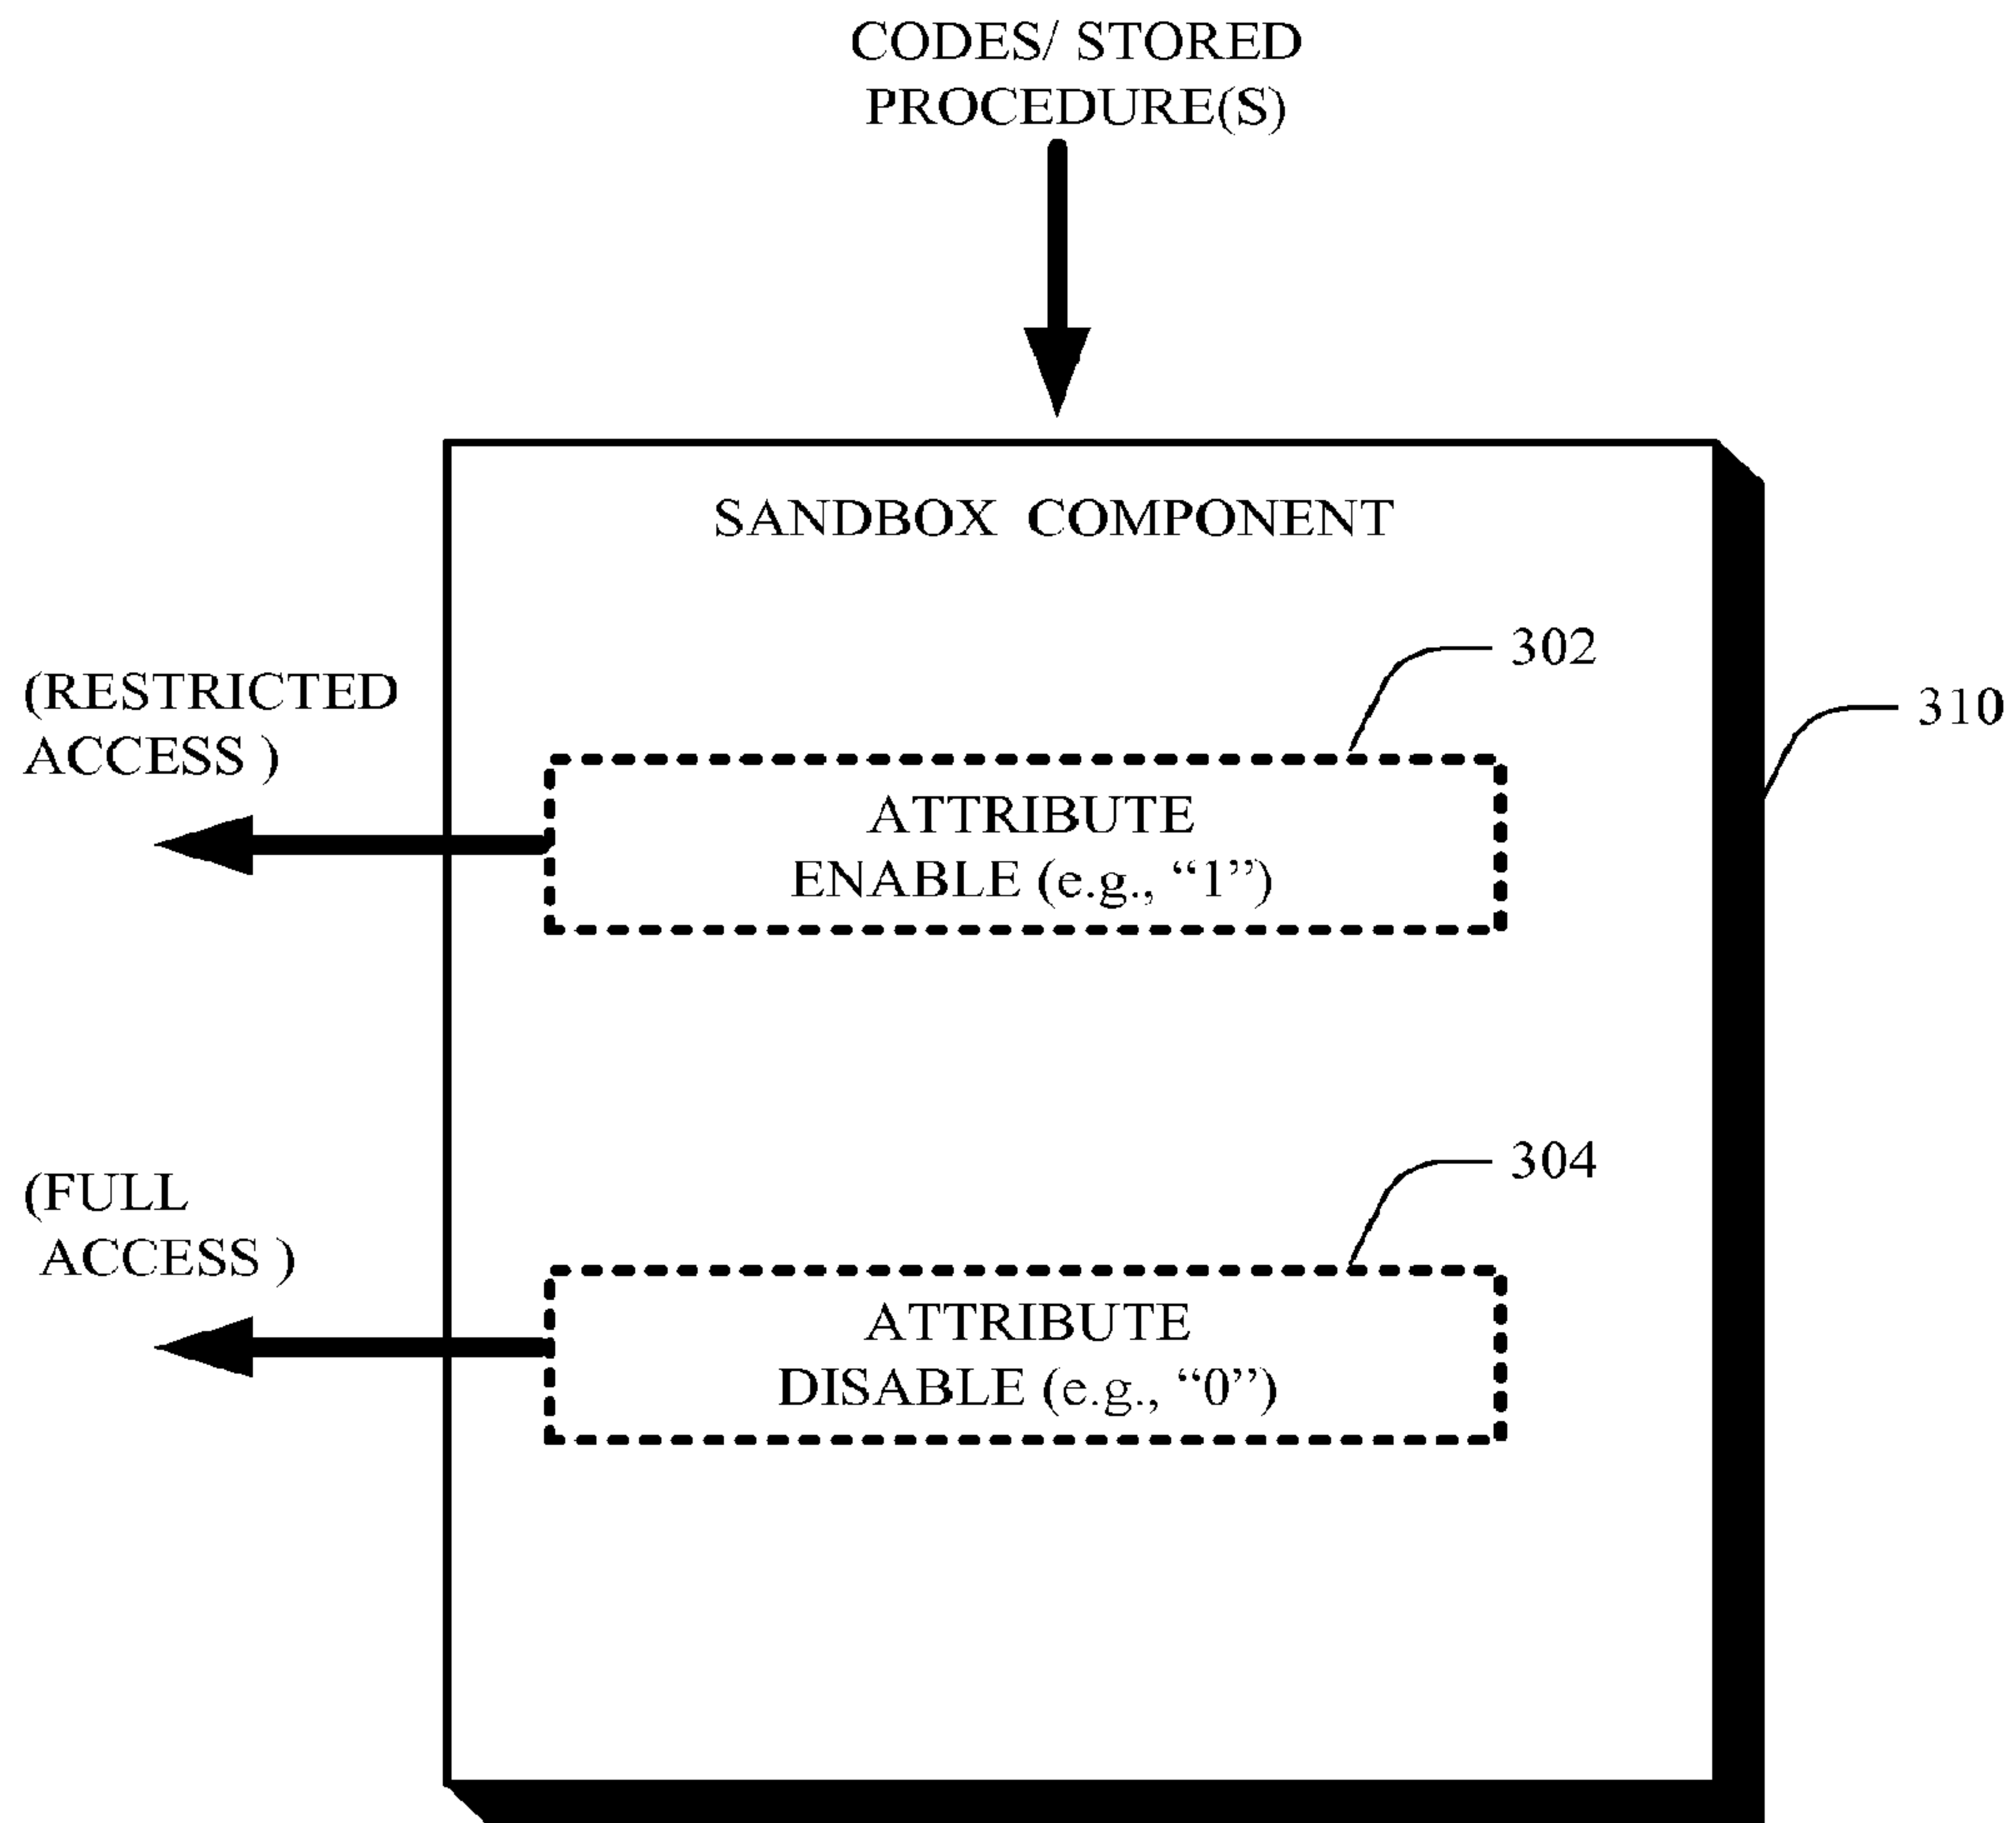 CODES/ STORED
PROCEDURE(S)
SANDBOX COMPONENT
302
310
(RESTRICTED
ACCESS )
ATTRIBUTE
ENABLE (e.g., “1”)
304
(FULL
ACCESS )
ATTRIBUTE
DISABLE (e.g., “0”)